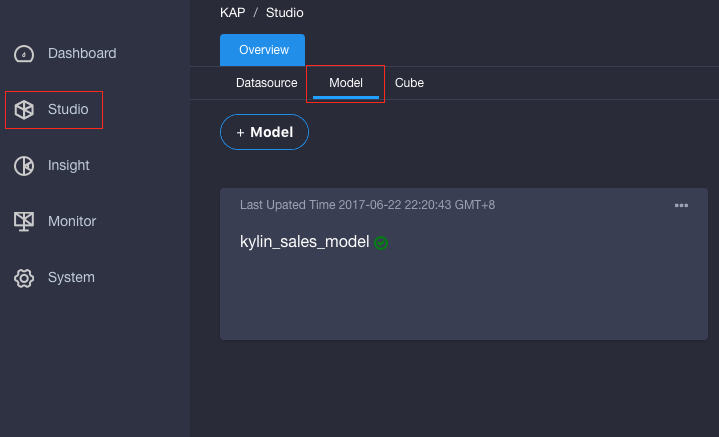 KAP / Studio
Dashboard
Studio
Insight
Monitor
System
Overview
Datasource Model Cube
+ Model
Last Upated Time 2017-06-22 22:20:43 GMT+8
kylin_sales_model